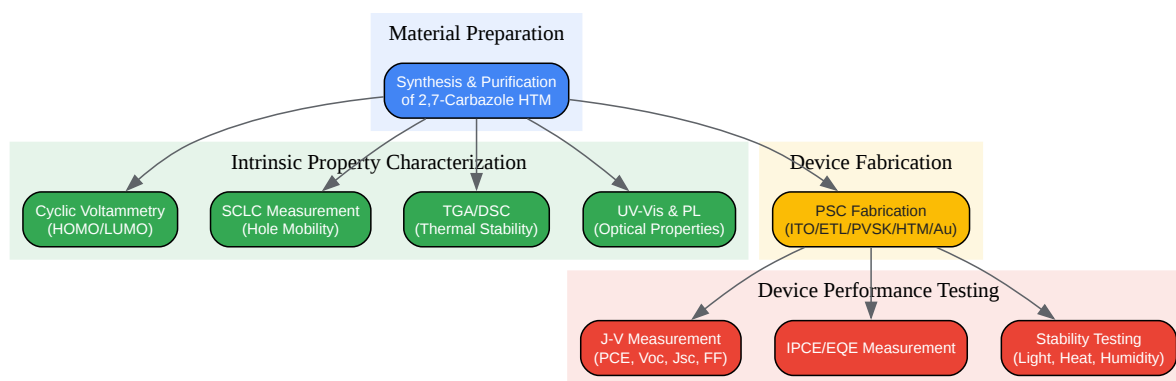 Material Preparation
Synthesis & Purification
of 2,7-Carbazole HTM
Intrinsic Property Characterization
Device Fabrication
Cyclic Voltammetry
(HOMO/LUMO)
SCLC Measurement
(Hole Mobility)
TGA/DSC
(Thermal Stability)
UV-Vis & PL
(Optical Properties)
PSC Fabrication
(ITO/ETL/PVSK/HTM/Au)
Device Performance Testing
J-V Measurement
(PCE, Voc, Jsc, FF)
IPCE/EQE Measurement
Stability Testing
(Light, Heat, Humidity)